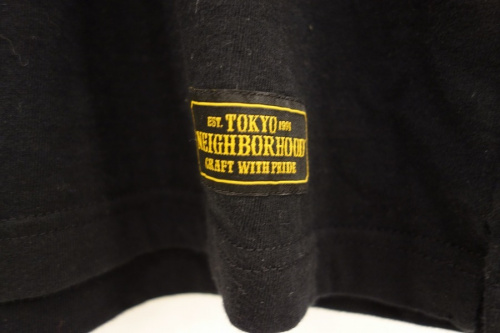 EST. TOKYO 1994
NEIGHBORHOOD
CRAFT WITH PRIDE